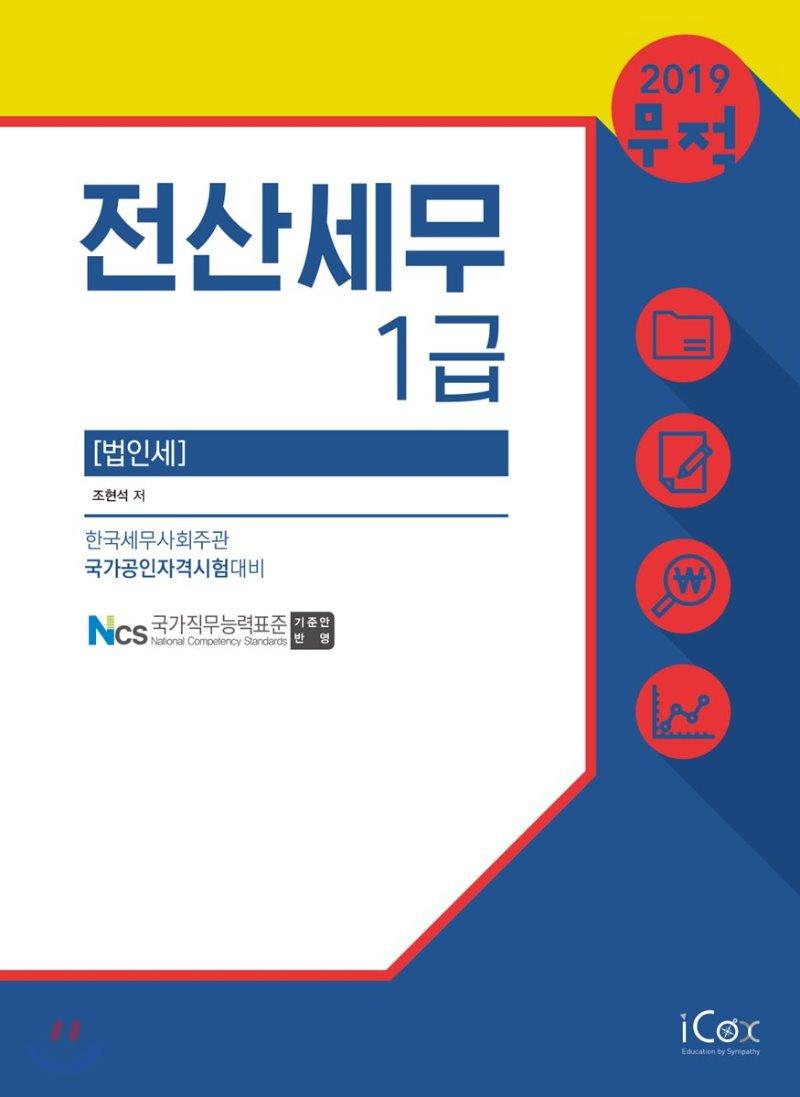 2019
무적
전산세무
1급
[법인세]
조현석 저
한국세무사회주관
국가공인자격시험대비
NCS 국가직무능력표준 기준안
National Competency Standards 반영
iCox
Education by Sympathy